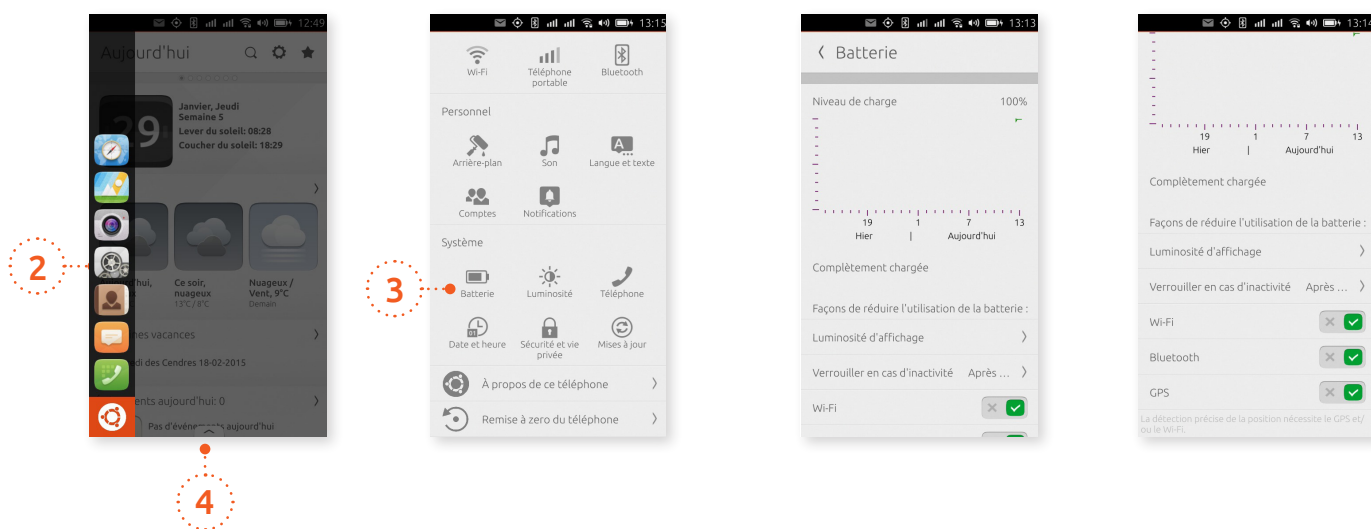 12:49
Aujourd'hui
29
Janvier, Jeudi
Semaine 5
Lever du soleil: 08:28
Coucher du soleil: 18:29
hui,
Ce soir,
nuageux
13°C / 8°C
Nuageux /
Vent, 9°C
Demain
nes vacances
di des Cendres 18-02-2015
ents aujourd'hui: 0
Pas d'événements aujourd'hui
2
4
13:15
Wi-Fi
Téléphone
portable
Bluetooth
Personnel
Arrière-plan
Son
Langue et texte
Comptes
Notifications
Système
Batterie
Luminosité
Téléphone
Date et heure
Sécurité et vie
privée
Mises à jour
À propos de ce téléphone
Remise à zero du téléphone
3
13:13
Batterie
Niveau de charge 100%
19 1 7 13
Hier | Aujourd'hui
Complètement chargée
Façons de réduire l'utilisation de la batterie :
Luminosité d'affichage
Verrouiller en cas d'inactivité Après ...
Wi-Fi
13:14
19 1 7 13
Hier | Aujourd'hui
Complètement chargée
Façons de réduire l'utilisation de la batterie :
Luminosité d'affichage
Verrouiller en cas d'inactivité Après ...
Wi-Fi
Bluetooth
GPS
La détection précise de la position nécessite le GPS et/
ou le Wi-Fi.